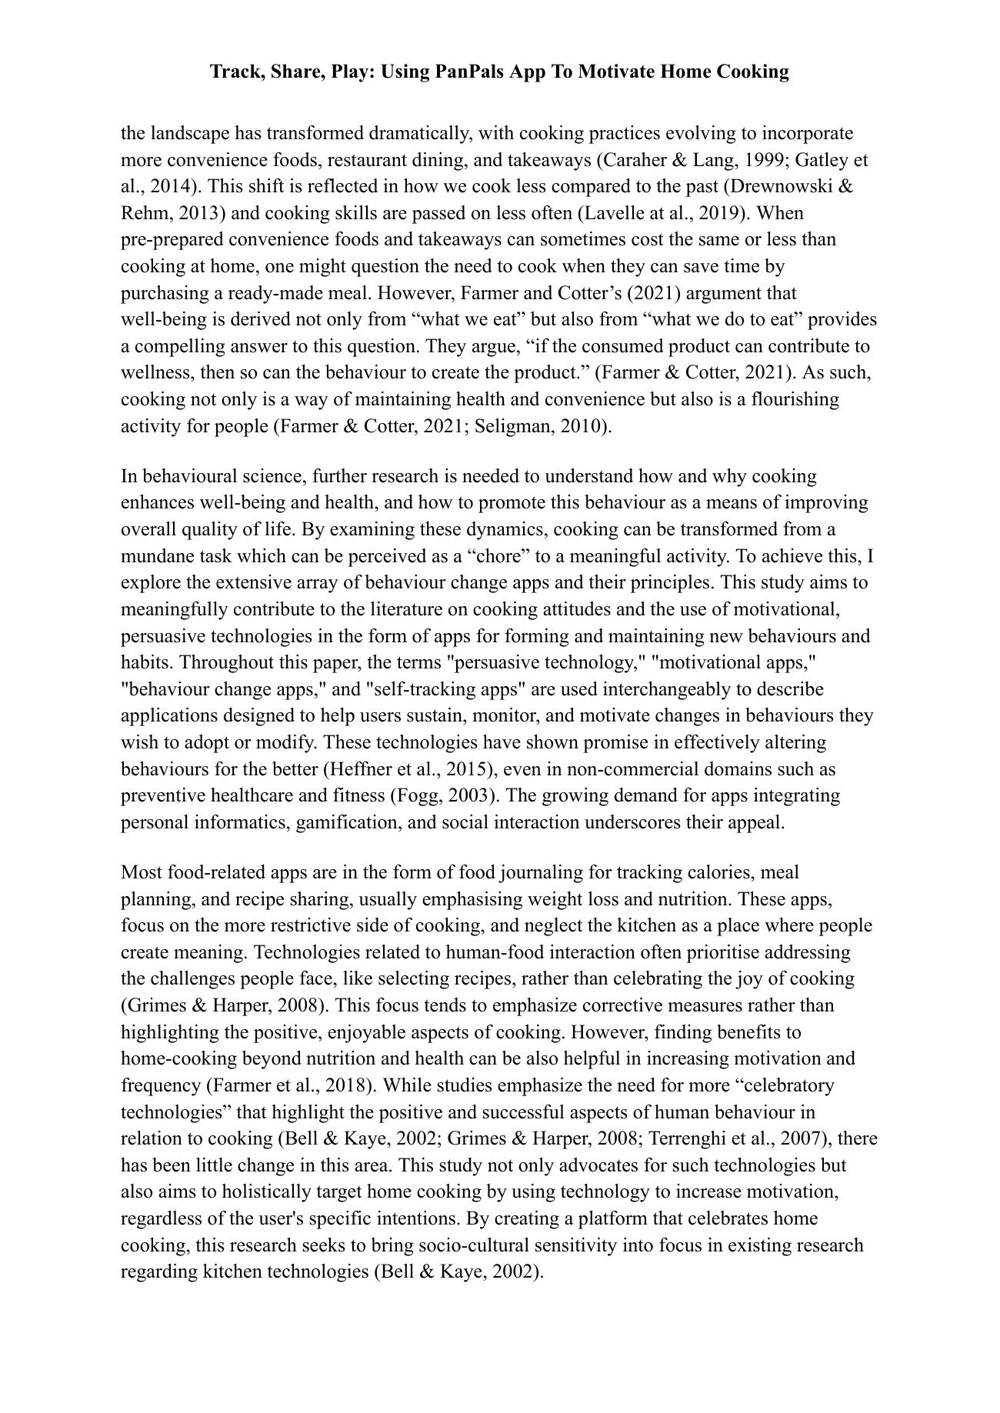 Track, Share, Play: Using PanPals App To Motivate Home Cooking
the landscape has transformed dramatically, with cooking practices evolving to incorporate
more convenience foods, restaurant dining, and takeaways (Caraher & Lang, 1999; Gatley et
al., 2014). This shift is reflected in how we cook less compared to the past (Drewnowski &
Rehm, 2013) and cooking skills are passed on less often (Lavelle at al., 2019). When
pre-prepared convenience foods and takeaways can sometimes cost the same or less than
cooking at home, one might question the need to cook when they can save time by
purchasing a ready-made meal. However, Farmer and Cotter’s (2021) argument that
well-being is derived not only from “what we eat” but also from “what we do to eat” provides
a compelling answer to this question. They argue, “if the consumed product can contribute to
wellness, then so can the behaviour to create the product.” (Farmer & Cotter, 2021). As such,
cooking not only is a way of maintaining health and convenience but also is a flourishing
activity for people (Farmer & Cotter, 2021; Seligman, 2010).
In behavioural science, further research is needed to understand how and why cooking
enhances well-being and health, and how to promote this behaviour as a means of improving
overall quality of life. By examining these dynamics, cooking can be transformed from a
mundane task which can be perceived as a “chore” to a meaningful activity. To achieve this, I
explore the extensive array of behaviour change apps and their principles. This study aims to
meaningfully contribute to the literature on cooking attitudes and the use of motivational,
persuasive technologies in the form of apps for forming and maintaining new behaviours and
habits. Throughout this paper, the terms "persuasive technology," "motivational apps,"
"behaviour change apps," and "self-tracking apps" are used interchangeably to describe
applications designed to help users sustain, monitor, and motivate changes in behaviours they
wish to adopt or modify. These technologies have shown promise in effectively altering
behaviours for the better (Heffner et al., 2015), even in non-commercial domains such as
preventive healthcare and fitness (Fogg, 2003). The growing demand for apps integrating
personal informatics, gamification, and social interaction underscores their appeal.
Most food-related apps are in the form of food journaling for tracking calories, meal
planning, and recipe sharing, usually emphasising weight loss and nutrition. These apps,
focus on the more restrictive side of cooking, and neglect the kitchen as a place where people
create meaning. Technologies related to human-food interaction often prioritise addressing
the challenges people face, like selecting recipes, rather than celebrating the joy of cooking
(Grimes & Harper, 2008). This focus tends to emphasize corrective measures rather than
highlighting the positive, enjoyable aspects of cooking. However, finding benefits to
home-cooking beyond nutrition and health can be also helpful in increasing motivation and
frequency (Farmer et al., 2018). While studies emphasize the need for more “celebratory
technologies” that highlight the positive and successful aspects of human behaviour in
relation to cooking (Bell & Kaye, 2002; Grimes & Harper, 2008; Terrenghi et al., 2007), there
has been little change in this area. This study not only advocates for such technologies but
also aims to holistically target home cooking by using technology to increase motivation,
regardless of the user's specific intentions. By creating a platform that celebrates home
cooking, this research seeks to bring socio-cultural sensitivity into focus in existing research
regarding kitchen technologies (Bell & Kaye, 2002).